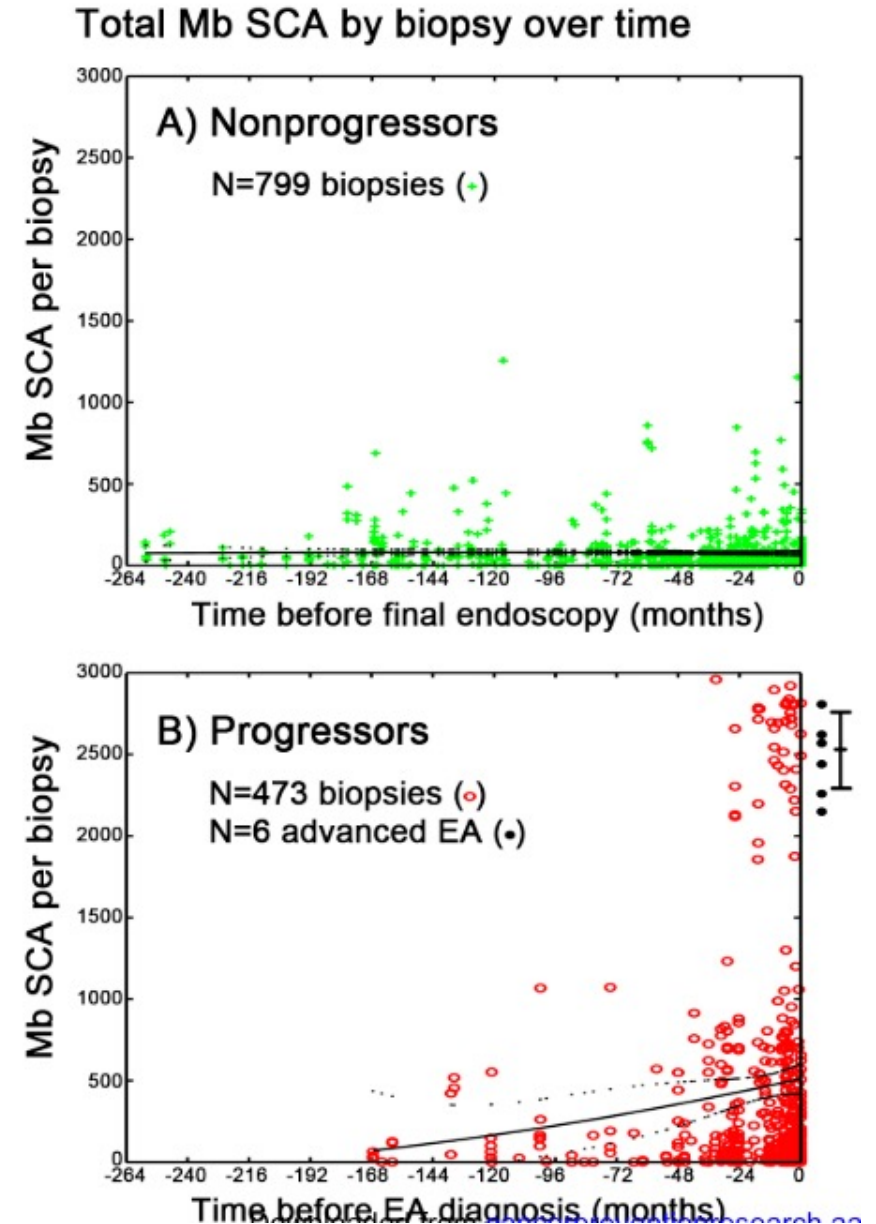 Total Mb SCA by biopsy over time
3000
A) Nonprogressors
2500
N=799 biopsies (+)
2000
Mb SCA per biopsy
1500
1000
500
0
-264 -240 -216 -192 -168 -144 -120 -96 -72 -48 -24 0
Time before final endoscopy (months)
3000
B) Progressors
2500
N=473 biopsies (o)
N=6 advanced EA (•)
2000
Mb SCA per biopsy
1500
1000
500
0
-264 -240 -216 -192 -168 -144 -120 -96 -72 -48 -24 0
Time before EA diagnosis (months)
Downloaded from